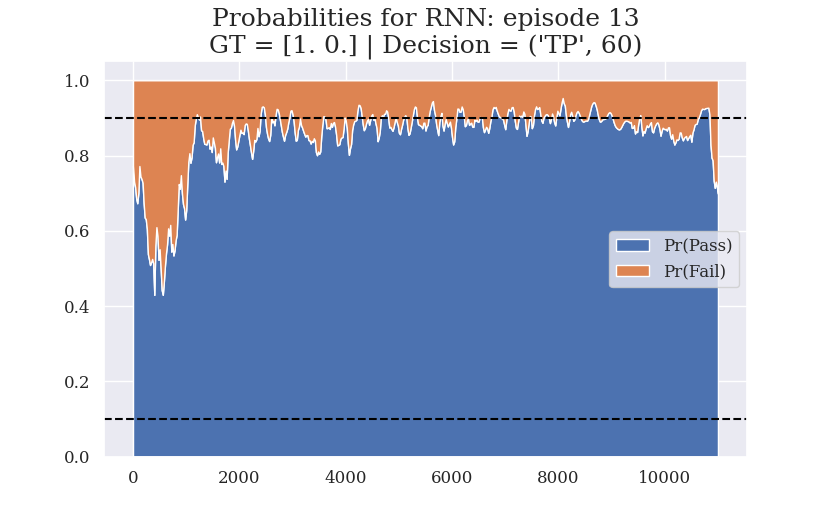 Probabilities for RNN: episode 13
GT = [1. 0.] | Decision = ('TP', 60)
1.0
0.8
0.6
0.4
0.2
0.0
Pr(Pass)
Pr(Fail)
0 2000 4000 6000 8000 10000